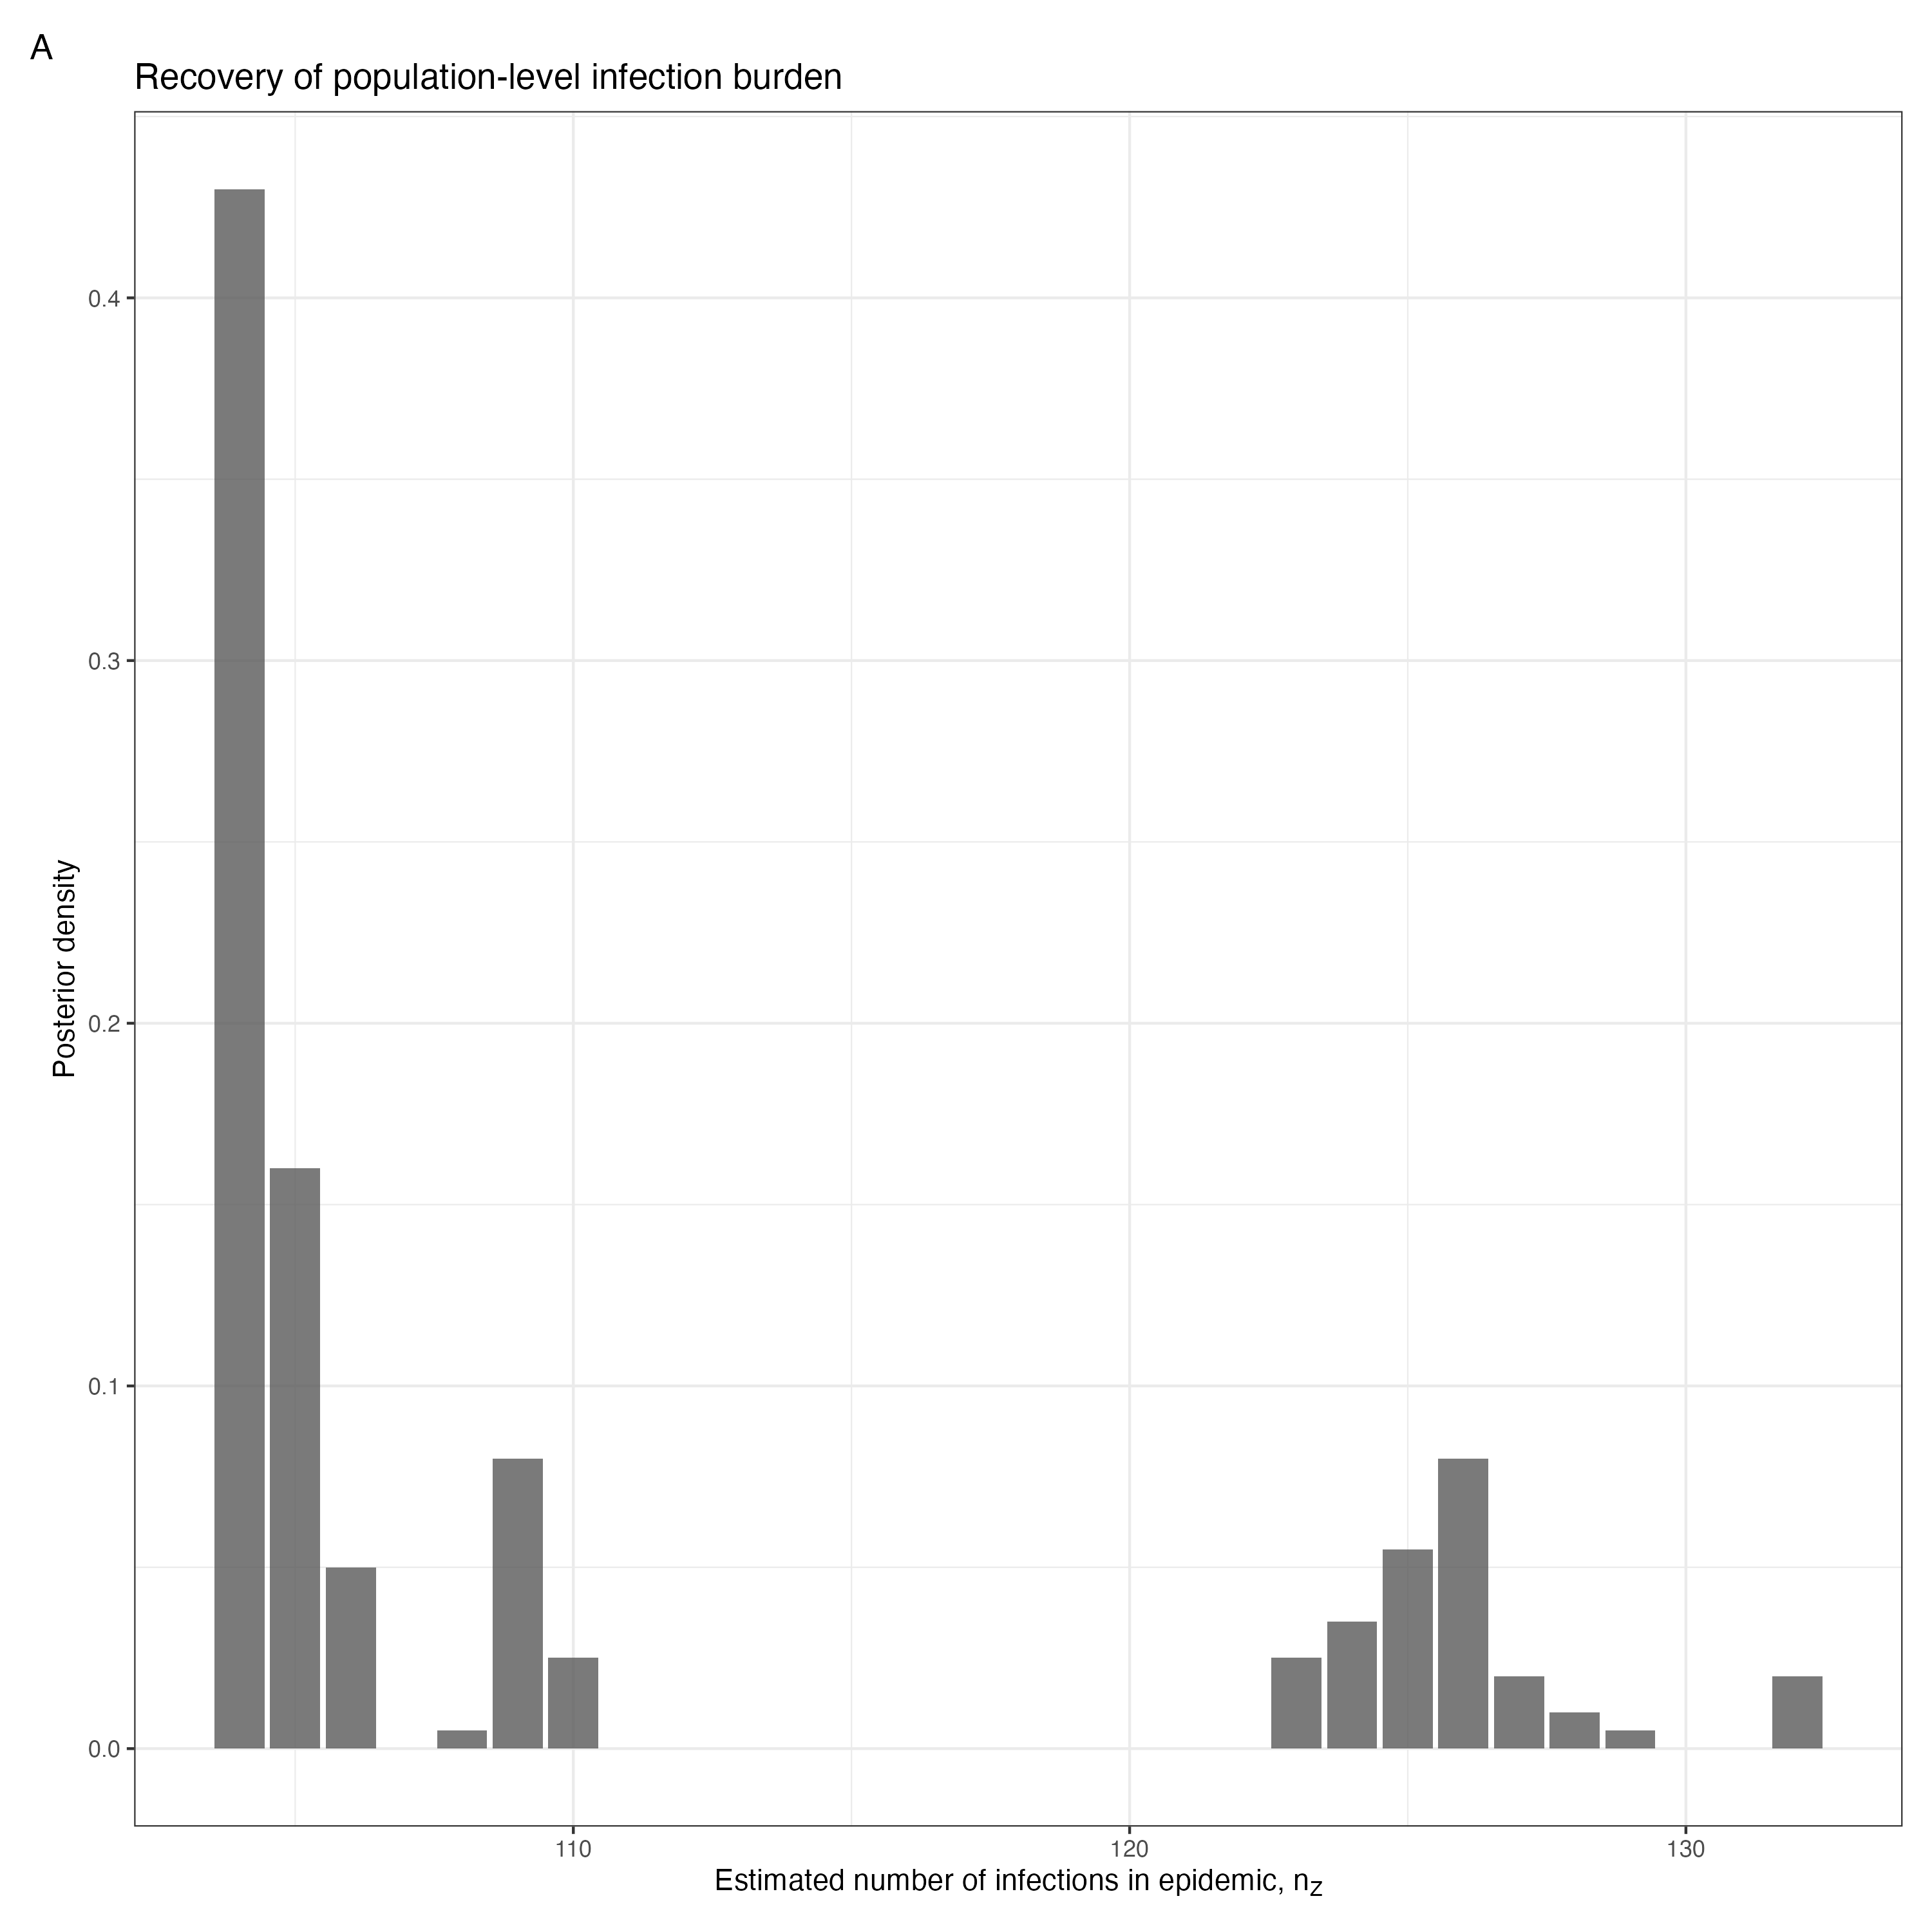 A
Recovery of population-level infection burden
Posterior density
0.4
0.3
0.2
0.1
0.0
110
120
130
Estimated number of infections in epidemic, nZ